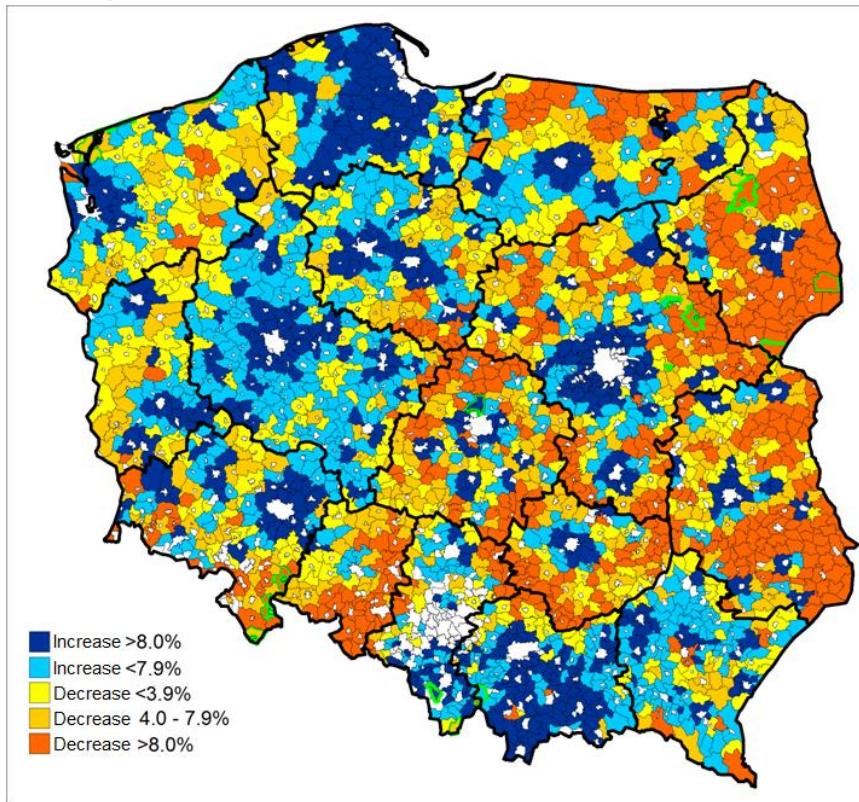 Increase >8.0%
Increase <7.9%
Decrease <3.9%
Decrease 4.0 - 7.9%
Decrease >8.0%